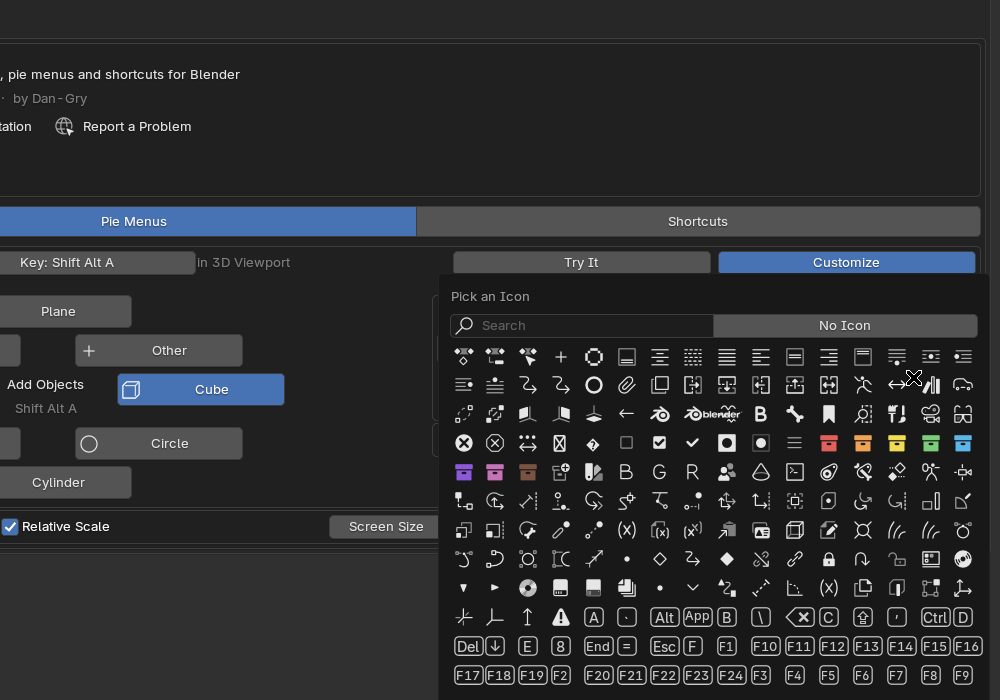 , pie menus and shortcuts for Blender
· by Dan-Gry
tation Report a Problem
Pie Menus Shortcuts
Key: Shift Alt A in 3D Viewport Try It Customize
Pick an Icon
Plane
Search No Icon
Other
Add Objects Cube
Shift Alt A
blender B
Circle
B G R
Cylinder
Relative Scale Screen Size
(x) (x) (x)
(x)
A Alt App B \ C , Ctrl D
Del E 8 End = Esc F F1 F10 F11 F12 F13 F14 F15 F16
F17 F18 F19 F2 F20 F21 F22 F23 F24 F3 F4 F5 F6 F7 F8 F9